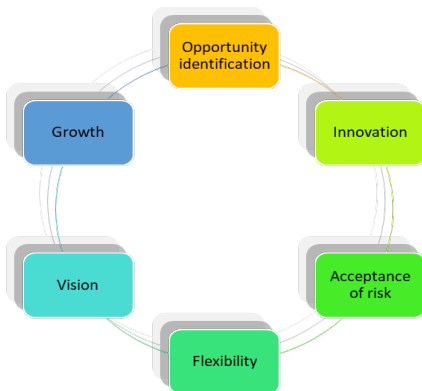 Opportunity
identification
Innovation
Acceptance
of risk
Flexibility
Vision
Growth